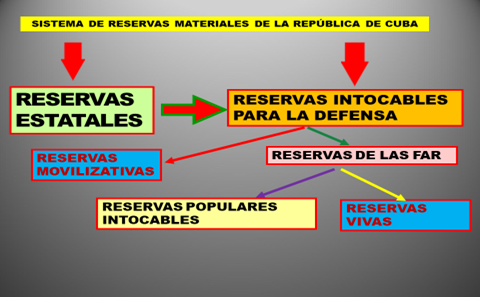 SISTEMA DE RESERVAS MATERIALES DE LA REPÚBLICA DE CUBA
RESERVAS
ESTATALES
RESERVAS INTOCABLES
PARA LA DEFENSA
RESERVAS
MOVILIZATIVAS
RESERVAS DE LAS FAR
RESERVAS POPULARES
INTOCABLES
RESERVAS
VIVAS